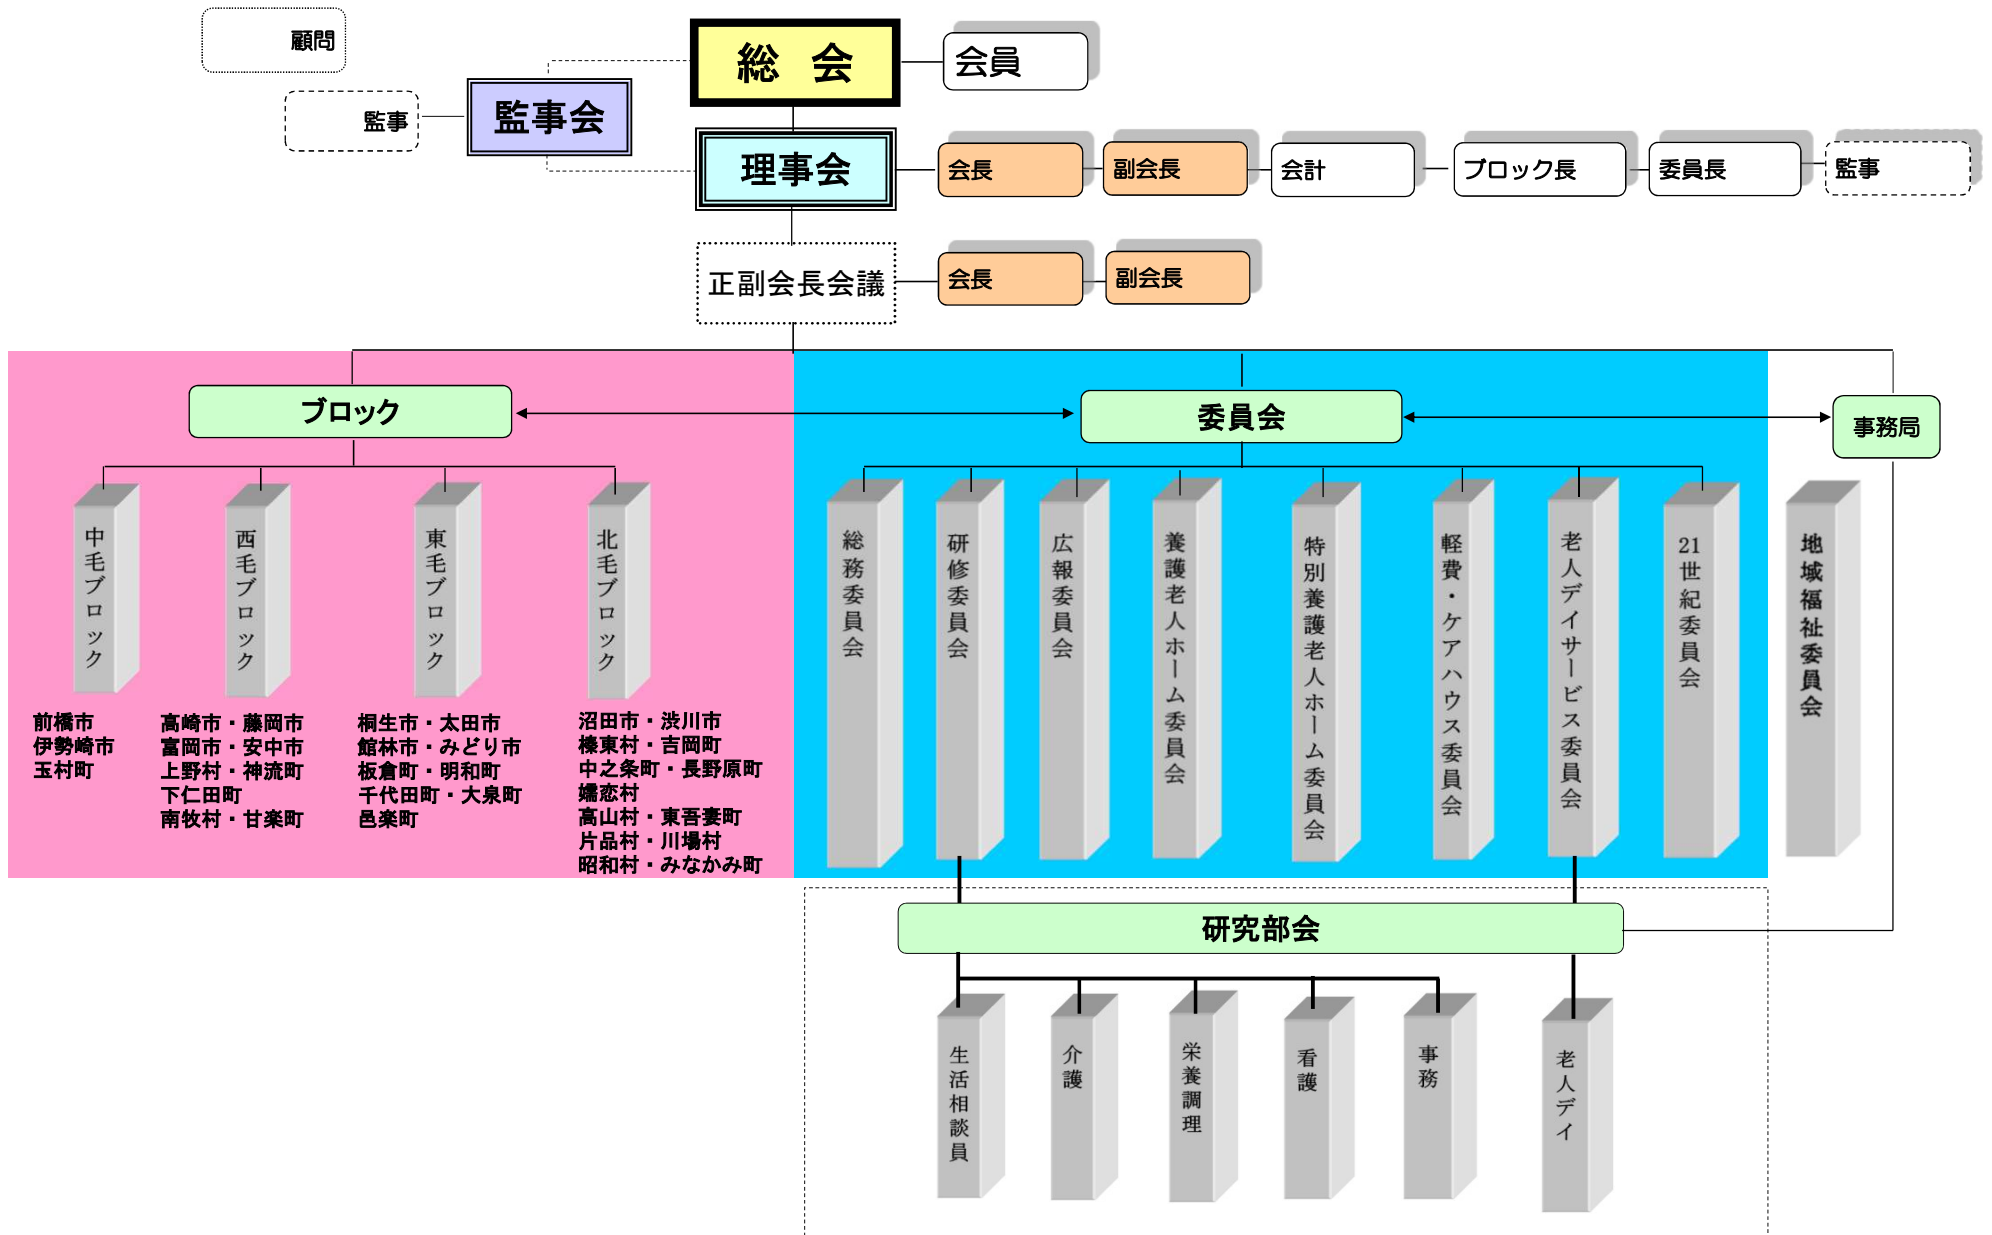 顧問
総　会
会員
監事
監事会
理事会
会長
副会長
会計
ブロック長
委員長
監事
正副会長会議
会長
副会長
ブロック
委員会
事務局
中毛ブロック
西毛ブロック
東毛ブロック
北毛ブロック
総務委員会
研修委員会
広報委員会
養護老人ホーム委員会
特別養護老人ホーム委員会
軽費・ケアハウス委員会
老人デイサービス委員会
21世紀委員会
地域福祉委員会
前橋市
伊勢崎市
玉村町
高崎市・藤岡市
富岡市・安中市
上野村・神流町
下仁田町
南牧村・甘楽町
桐生市・太田市
館林市・みどり市
板倉町・明和町
千代田町・大泉町
邑楽町
沼田市・渋川市
榛東村・吉岡町
中之条町・長野原町
嬬恋村
高山村・東吾妻町
片品村・川場村
昭和村・みなかみ町
研究部会
生活相談員
介護
栄養調理
看護
事務
老人デイ